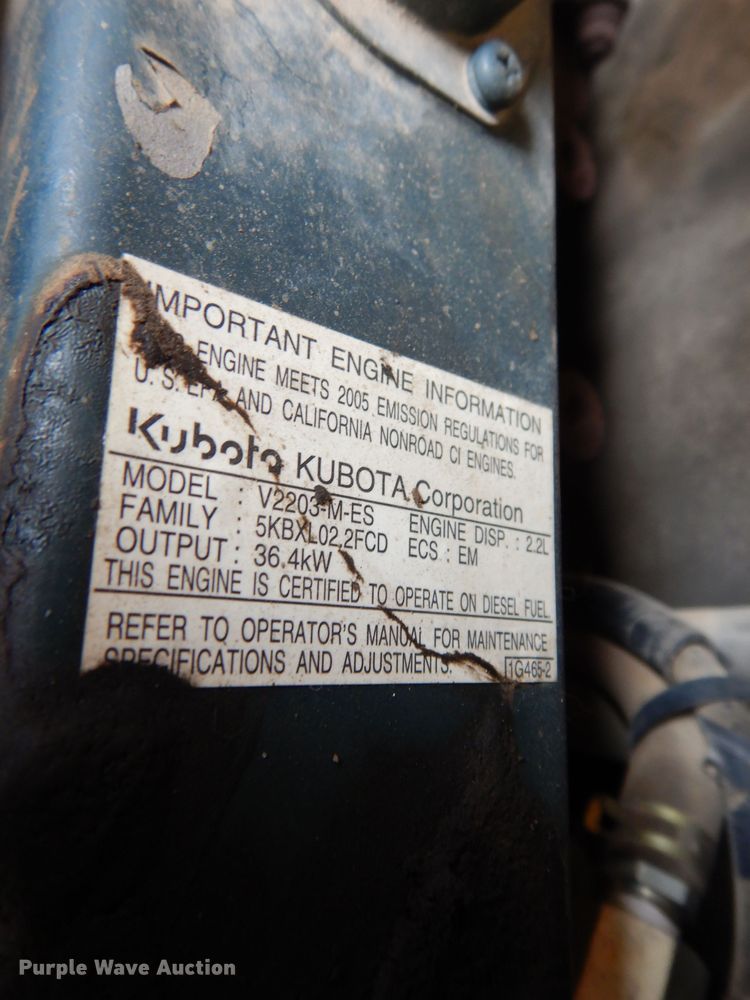 IMPORTANT ENGINE INFORMATION
ENGINE MEETS 2005 EMISSION REGULATIONS FOR
U.S. EPA AND CALIFORNIA NONROAD CI ENGINES.
Kubota KUBOTA Corporation
MODEL : V2203-M-ES ENGINE DISP. : 2.2L
FAMILY : 5KBXL02.2FCD ECS : EM
OUTPUT : 36.4kW
THIS ENGINE IS CERTIFIED TO OPERATE ON DIESEL FUEL.
REFER TO OPERATOR'S MANUAL FOR MAINTENANCE
SPECIFICATIONS AND ADJUSTMENTS. 1G465-2
Purple Wave Auction